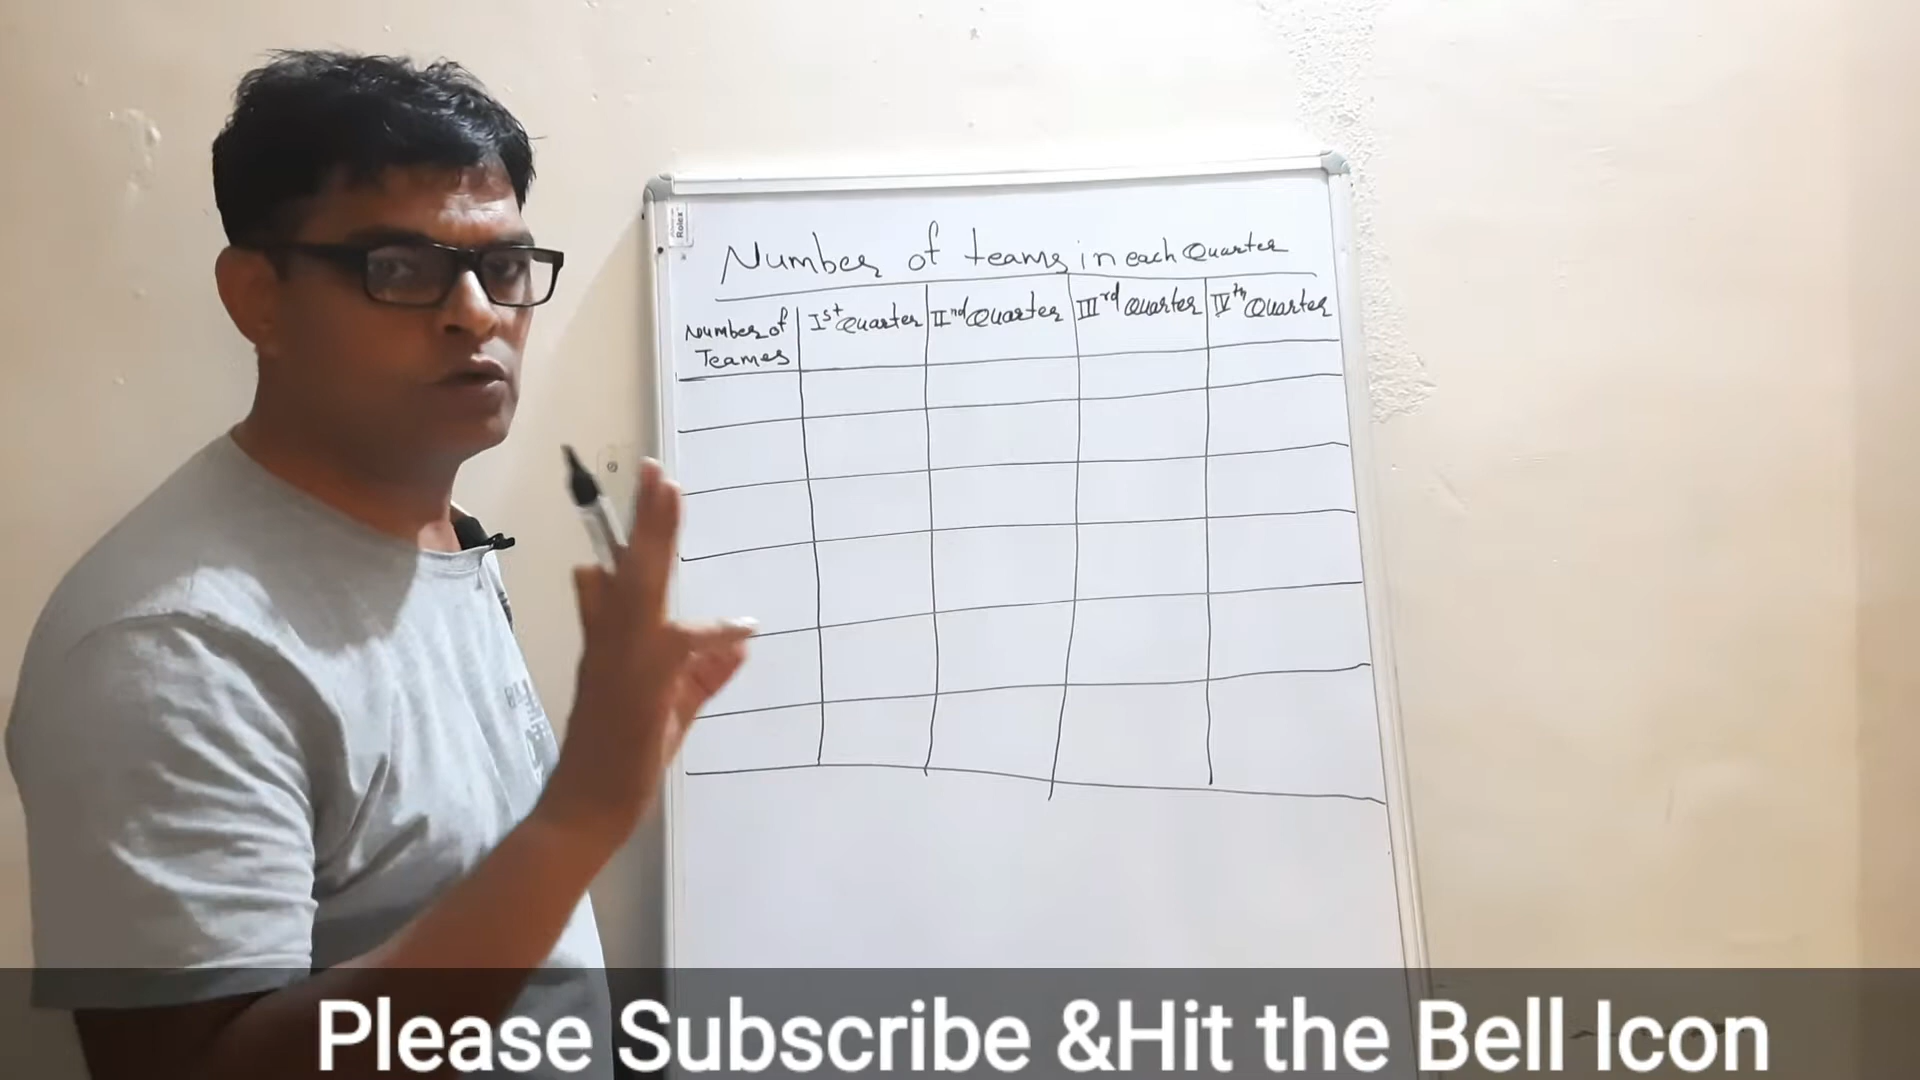 Rolex
Number of teams in each Quarter
Number of Teames
Ist Quarter
IInd Quarter
IIIrd Quarter
IVth Quarter
Please Subscribe &Hit the Bell Icon